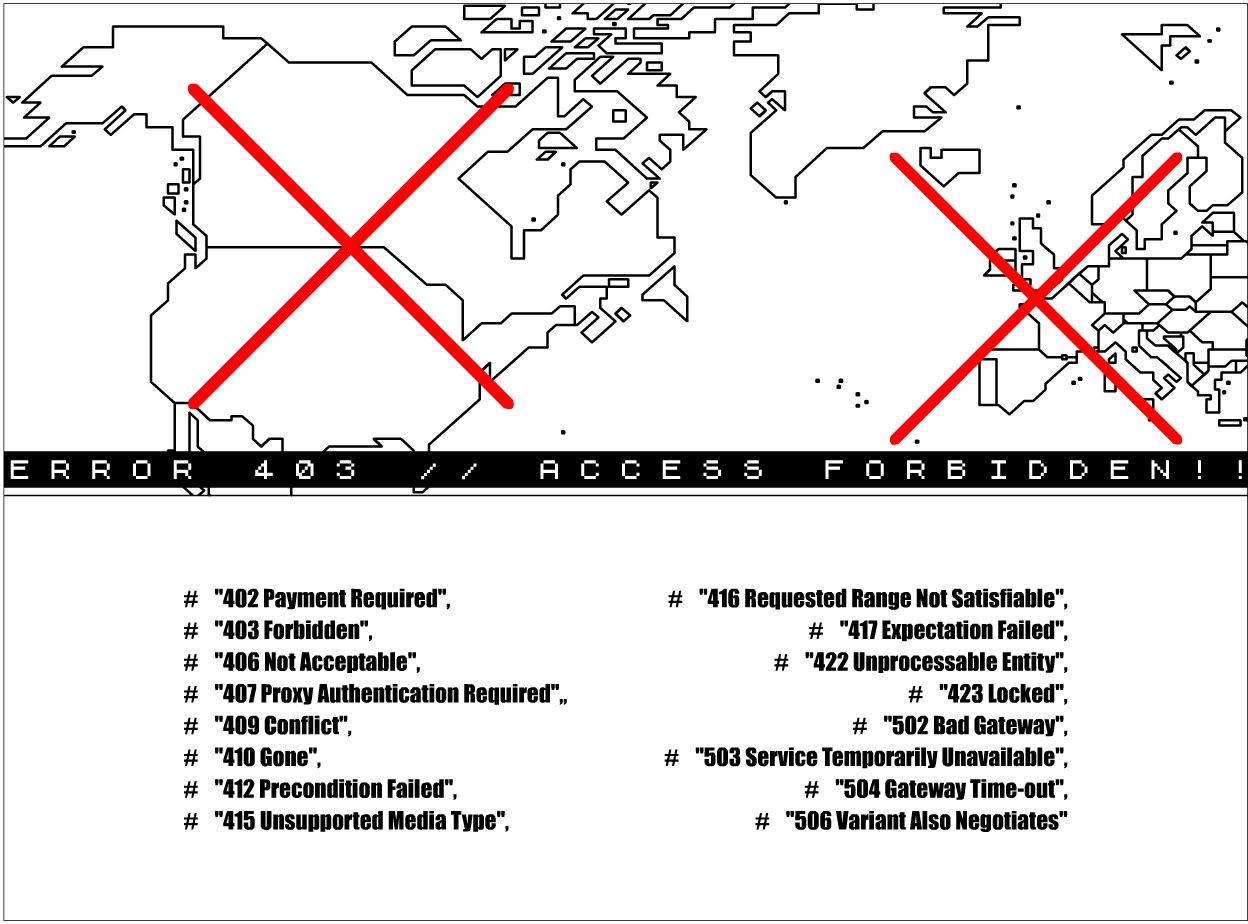 ERROR 403 // ACCESS FORBIDDEN!!
# "402 Payment Required",
# "403 Forbidden",
# "406 Not Acceptable",
# "407 Proxy Authentication Required",,
# "409 Conflict",
# "410 Gone",
# "412 Precondition Failed",
# "415 Unsupported Media Type",
# "416 Requested Range Not Satisfiable",
# "417 Expectation Failed",
# "422 Unprocessable Entity",
# "423 Locked",
# "502 Bad Gateway",
# "503 Service Temporarily Unavailable",
# "504 Gateway Time-out",
# "506 Variant Also Negotiates"